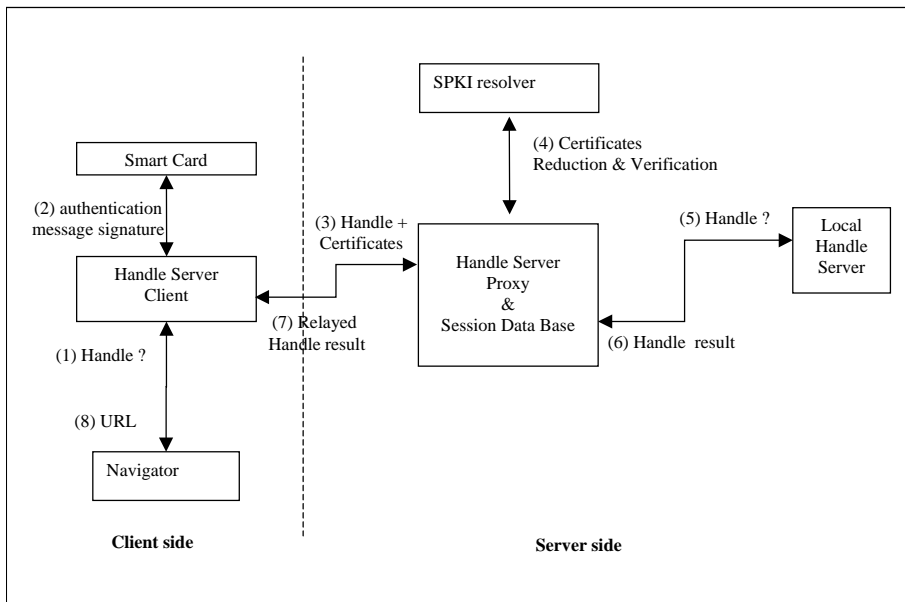 SPKI resolver
(4) Certificates
Reduction & Verification
Smart Card
(2) authentication
message signature
(3) Handle +
Certificates
(5) Handle ?
Local
Handle
Server
Handle Server
Client
Handle Server
Proxy
&
Session Data Base
(7) Relayed
Handle result
(6) Handle result
(1) Handle ?
(8) URL
Navigator
Client side
Server side